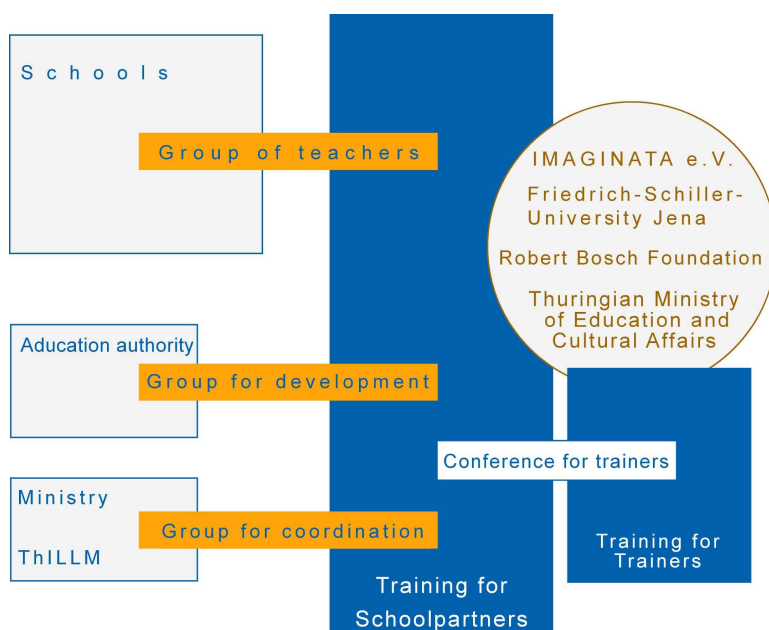 Schools
Group of teachers
IMAGINATA e.V.
Friedrich-Schiller-
University Jena
Robert Bosch Foundation
Thuringian Ministry
of Education and
Cultural Affairs
Aducation authority
Group for development
Conference for trainers
Ministry
Group for coordination
ThILLM
Training for
Trainers
Training for
Schoolpartners